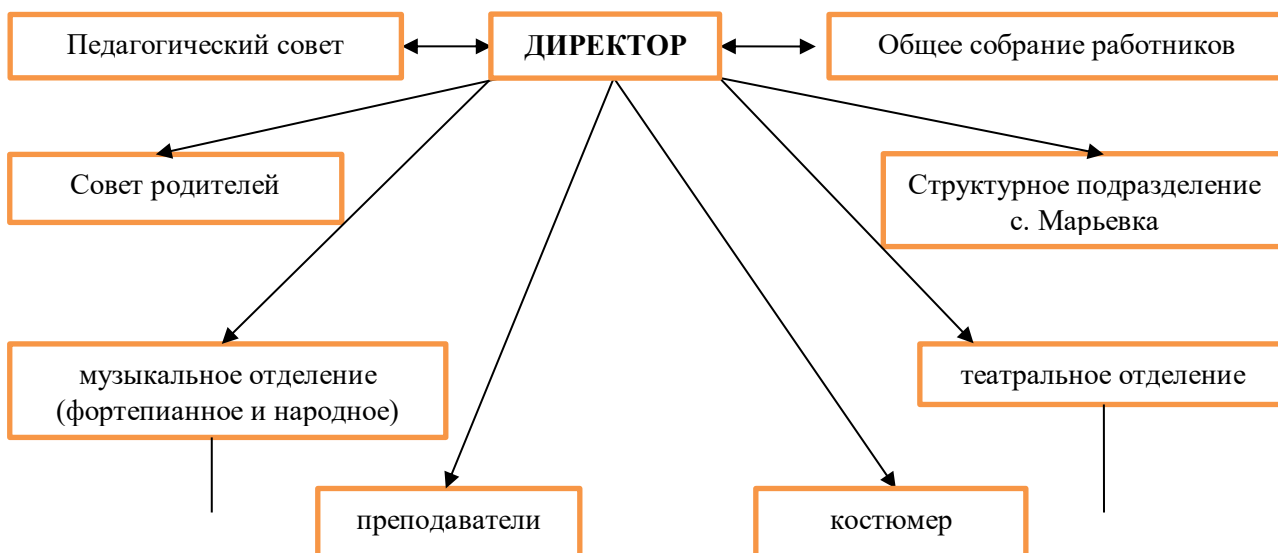 Педагогический совет
ДИРЕКТОР
Общее собрание работников
Совет родителей
Структурное подразделение
с. Марьевка
музыкальное отделение
(фортепианное и народное)
театральное отделение
преподаватели
костюмер